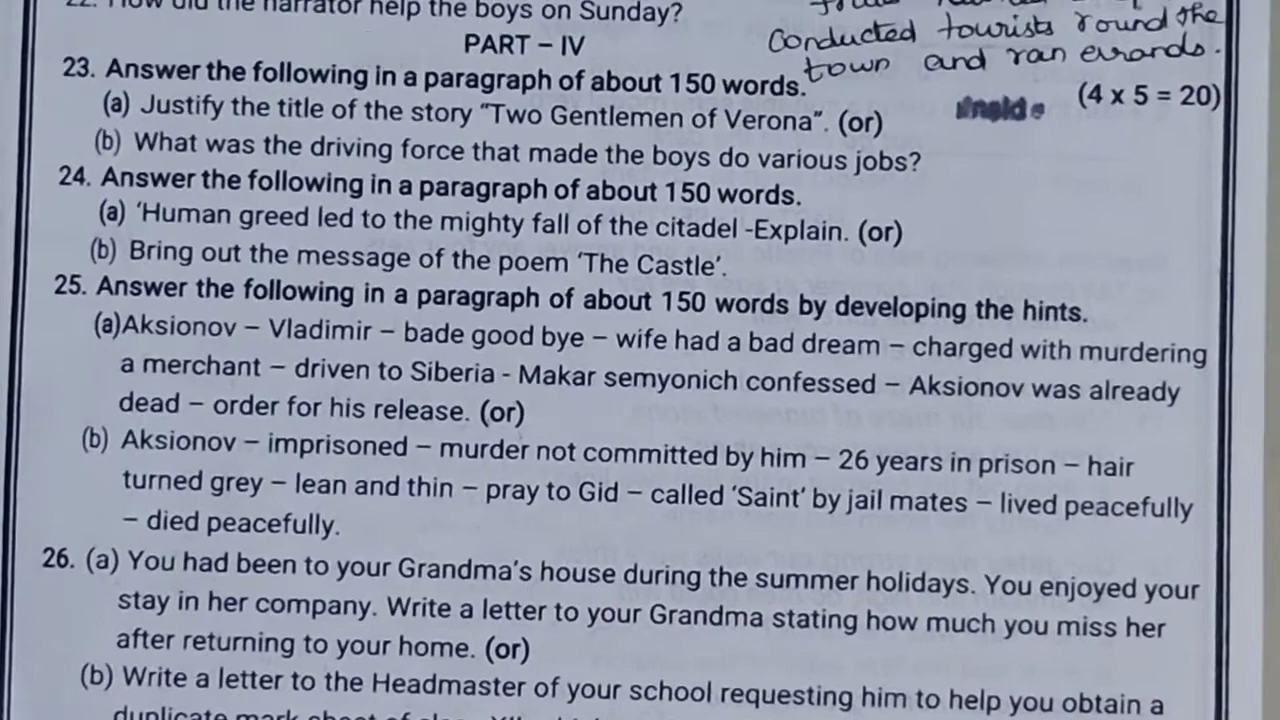 22. How did the narrator help the boys on Sunday?
Conducted tourists round the
town and ran errands.
PART – IV
23. Answer the following in a paragraph of about 150 words.
(4 x 5 = 20)
(a) Justify the title of the story “Two Gentlemen of Verona”. (or)
(b) What was the driving force that made the boys do various jobs?
24. Answer the following in a paragraph of about 150 words.
(a) ‘Human greed led to the mighty fall of the citadel -Explain. (or)
(b) Bring out the message of the poem ‘The Castle’.
25. Answer the following in a paragraph of about 150 words by developing the hints.
(a)Aksionov – Vladimir – bade good bye – wife had a bad dream – charged with murdering
a merchant – driven to Siberia - Makar semyonich confessed – Aksionov was already
dead – order for his release. (or)
(b) Aksionov – imprisoned – murder not committed by him – 26 years in prison – hair
turned grey – lean and thin – pray to Gid – called ‘Saint’ by jail mates – lived peacefully
– died peacefully.
26. (a) You had been to your Grandma’s house during the summer holidays. You enjoyed your
stay in her company. Write a letter to your Grandma stating how much you miss her
after returning to your home. (or)
(b) Write a letter to the Headmaster of your school requesting him to help you obtain a
duplicate mark sheet of class